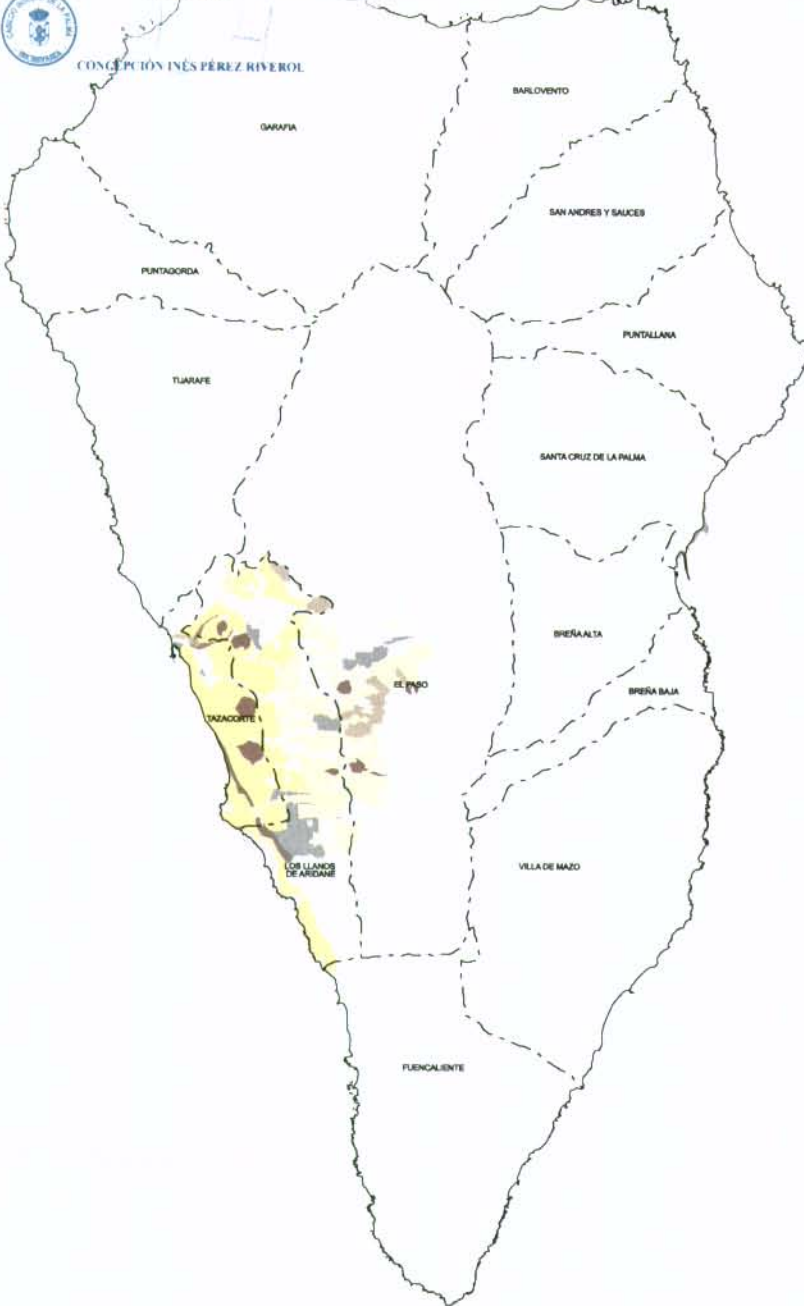 CONCEPCIÓN INÉS PÉREZ RIVEROL
BARLOVENTO
GARAFIA
SAN ANDRES Y SAUCES
PUNTAGORDA
PUNTALLANA
TIJARAFE
SANTA CRUZ DE LA PALMA
BREÑA ALTA
EL PASO
BREÑA BAJA
TAZACORTE
LOS LLANOS
DE ARIDANE
VILLA DE MAZO
FUENCALIENTE